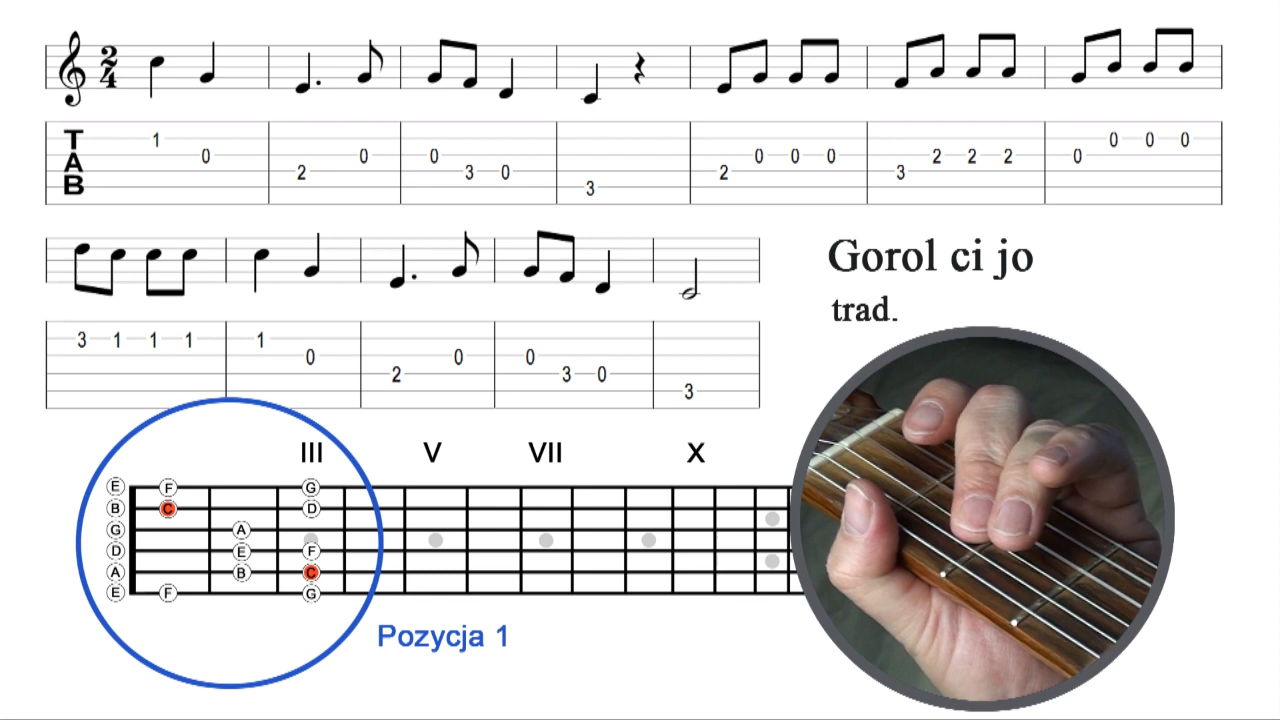 2
4
T
A
B
1 0 2 0 0 3 0 3 2 0 0 0 3 2 2 2 0 0 0 0
3 1 1 1 1 0 2 0 0 3 0 3
Gorol ci jo
trad.
III V VII X
E F G
B C D
G A
D E F
A B C
E F G
Pozycja 1